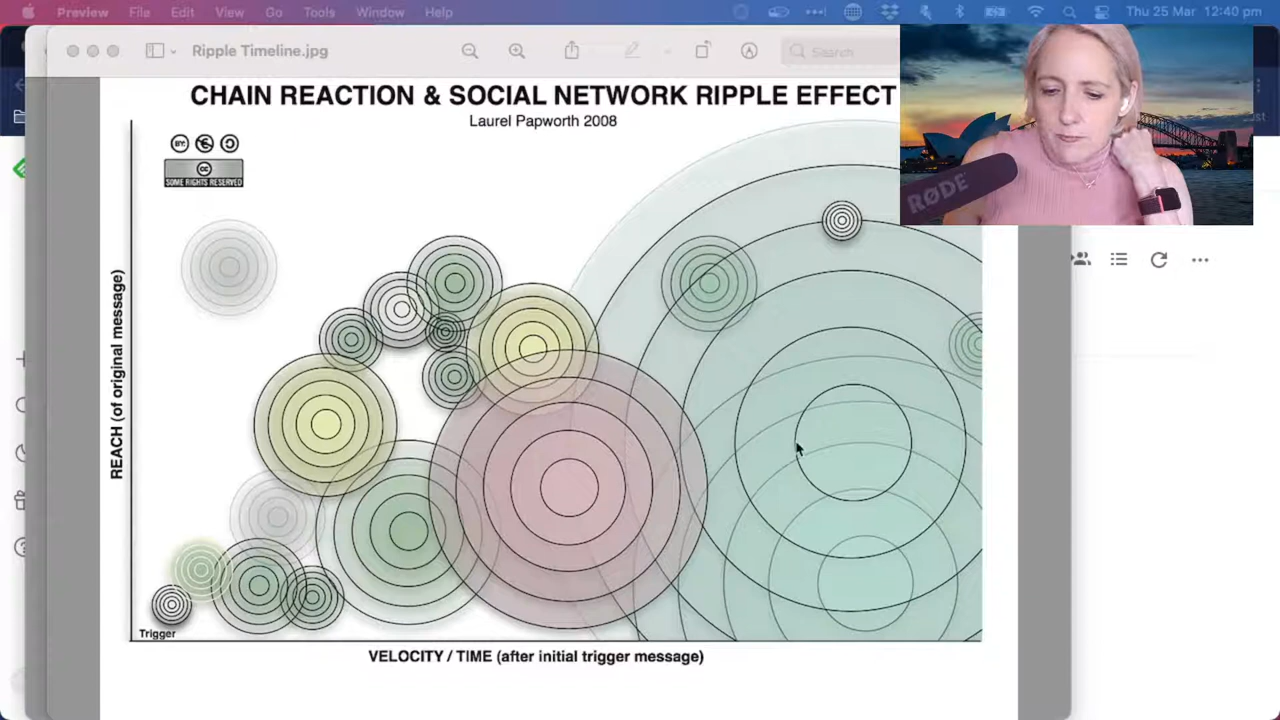 Preview File Edit View Go Tools Window Help Thu 25 Mar 12:40 pm
Ripple Timeline.jpg
Search
CHAIN REACTION & SOCIAL NETWORK RIPPLE EFFECT
Laurel Papworth 2008
BY:
cc
SOME RIGHTS RESERVED
RØDE
REACH (of original message)
Trigger
VELOCITY / TIME (after initial trigger message)